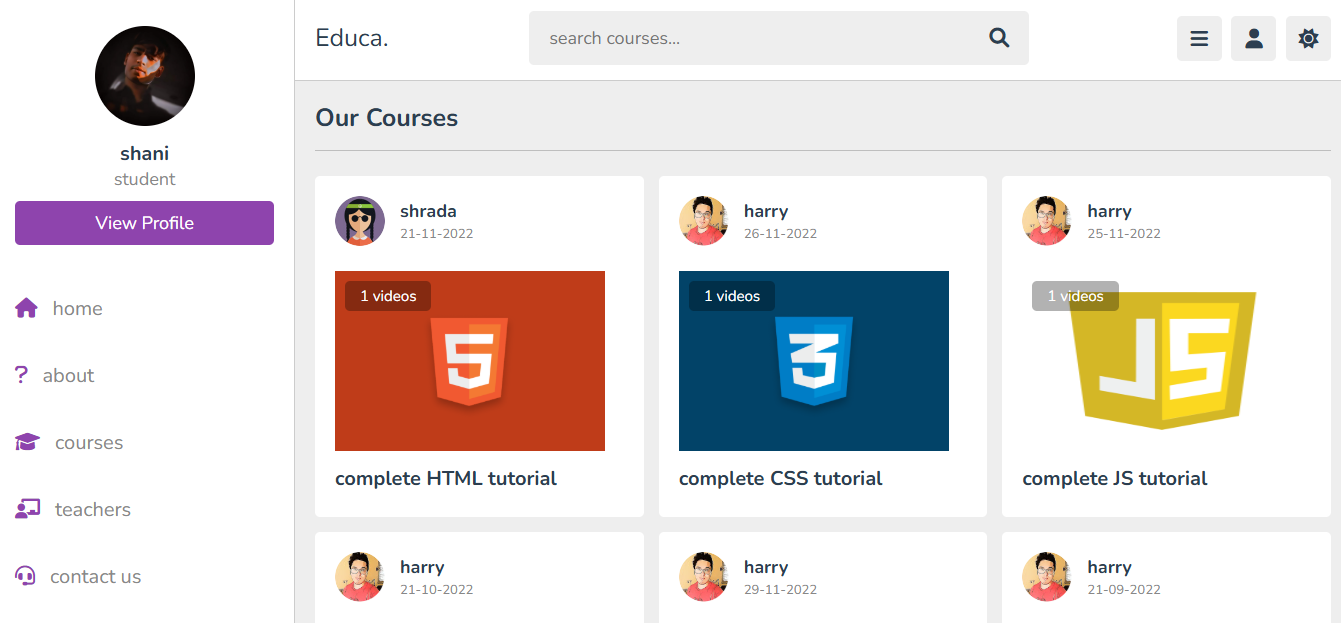 shani
student
View Profile
home
about
courses
teachers
contact us
Educa.
search courses...
Our Courses
shrada
21-11-2022
1 videos
5
complete HTML tutorial
harry
26-11-2022
1 videos
3
complete CSS tutorial
harry
25-11-2022
1 videos
JS
complete JS tutorial
harry
21-10-2022
harry
29-11-2022
harry
21-09-2022